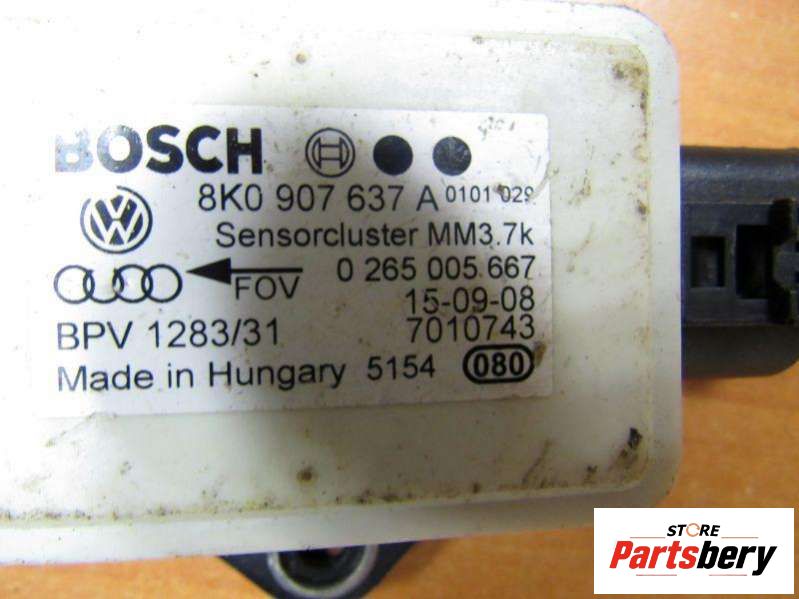 BOSCH
8K0 907 637 A 0101 029
Sensorcluster MM3.7k
FOV 0 265 005 667
15-09-08
BPV 1283/31 7010743
Made in Hungary 5154 080
STORE
Partsbery